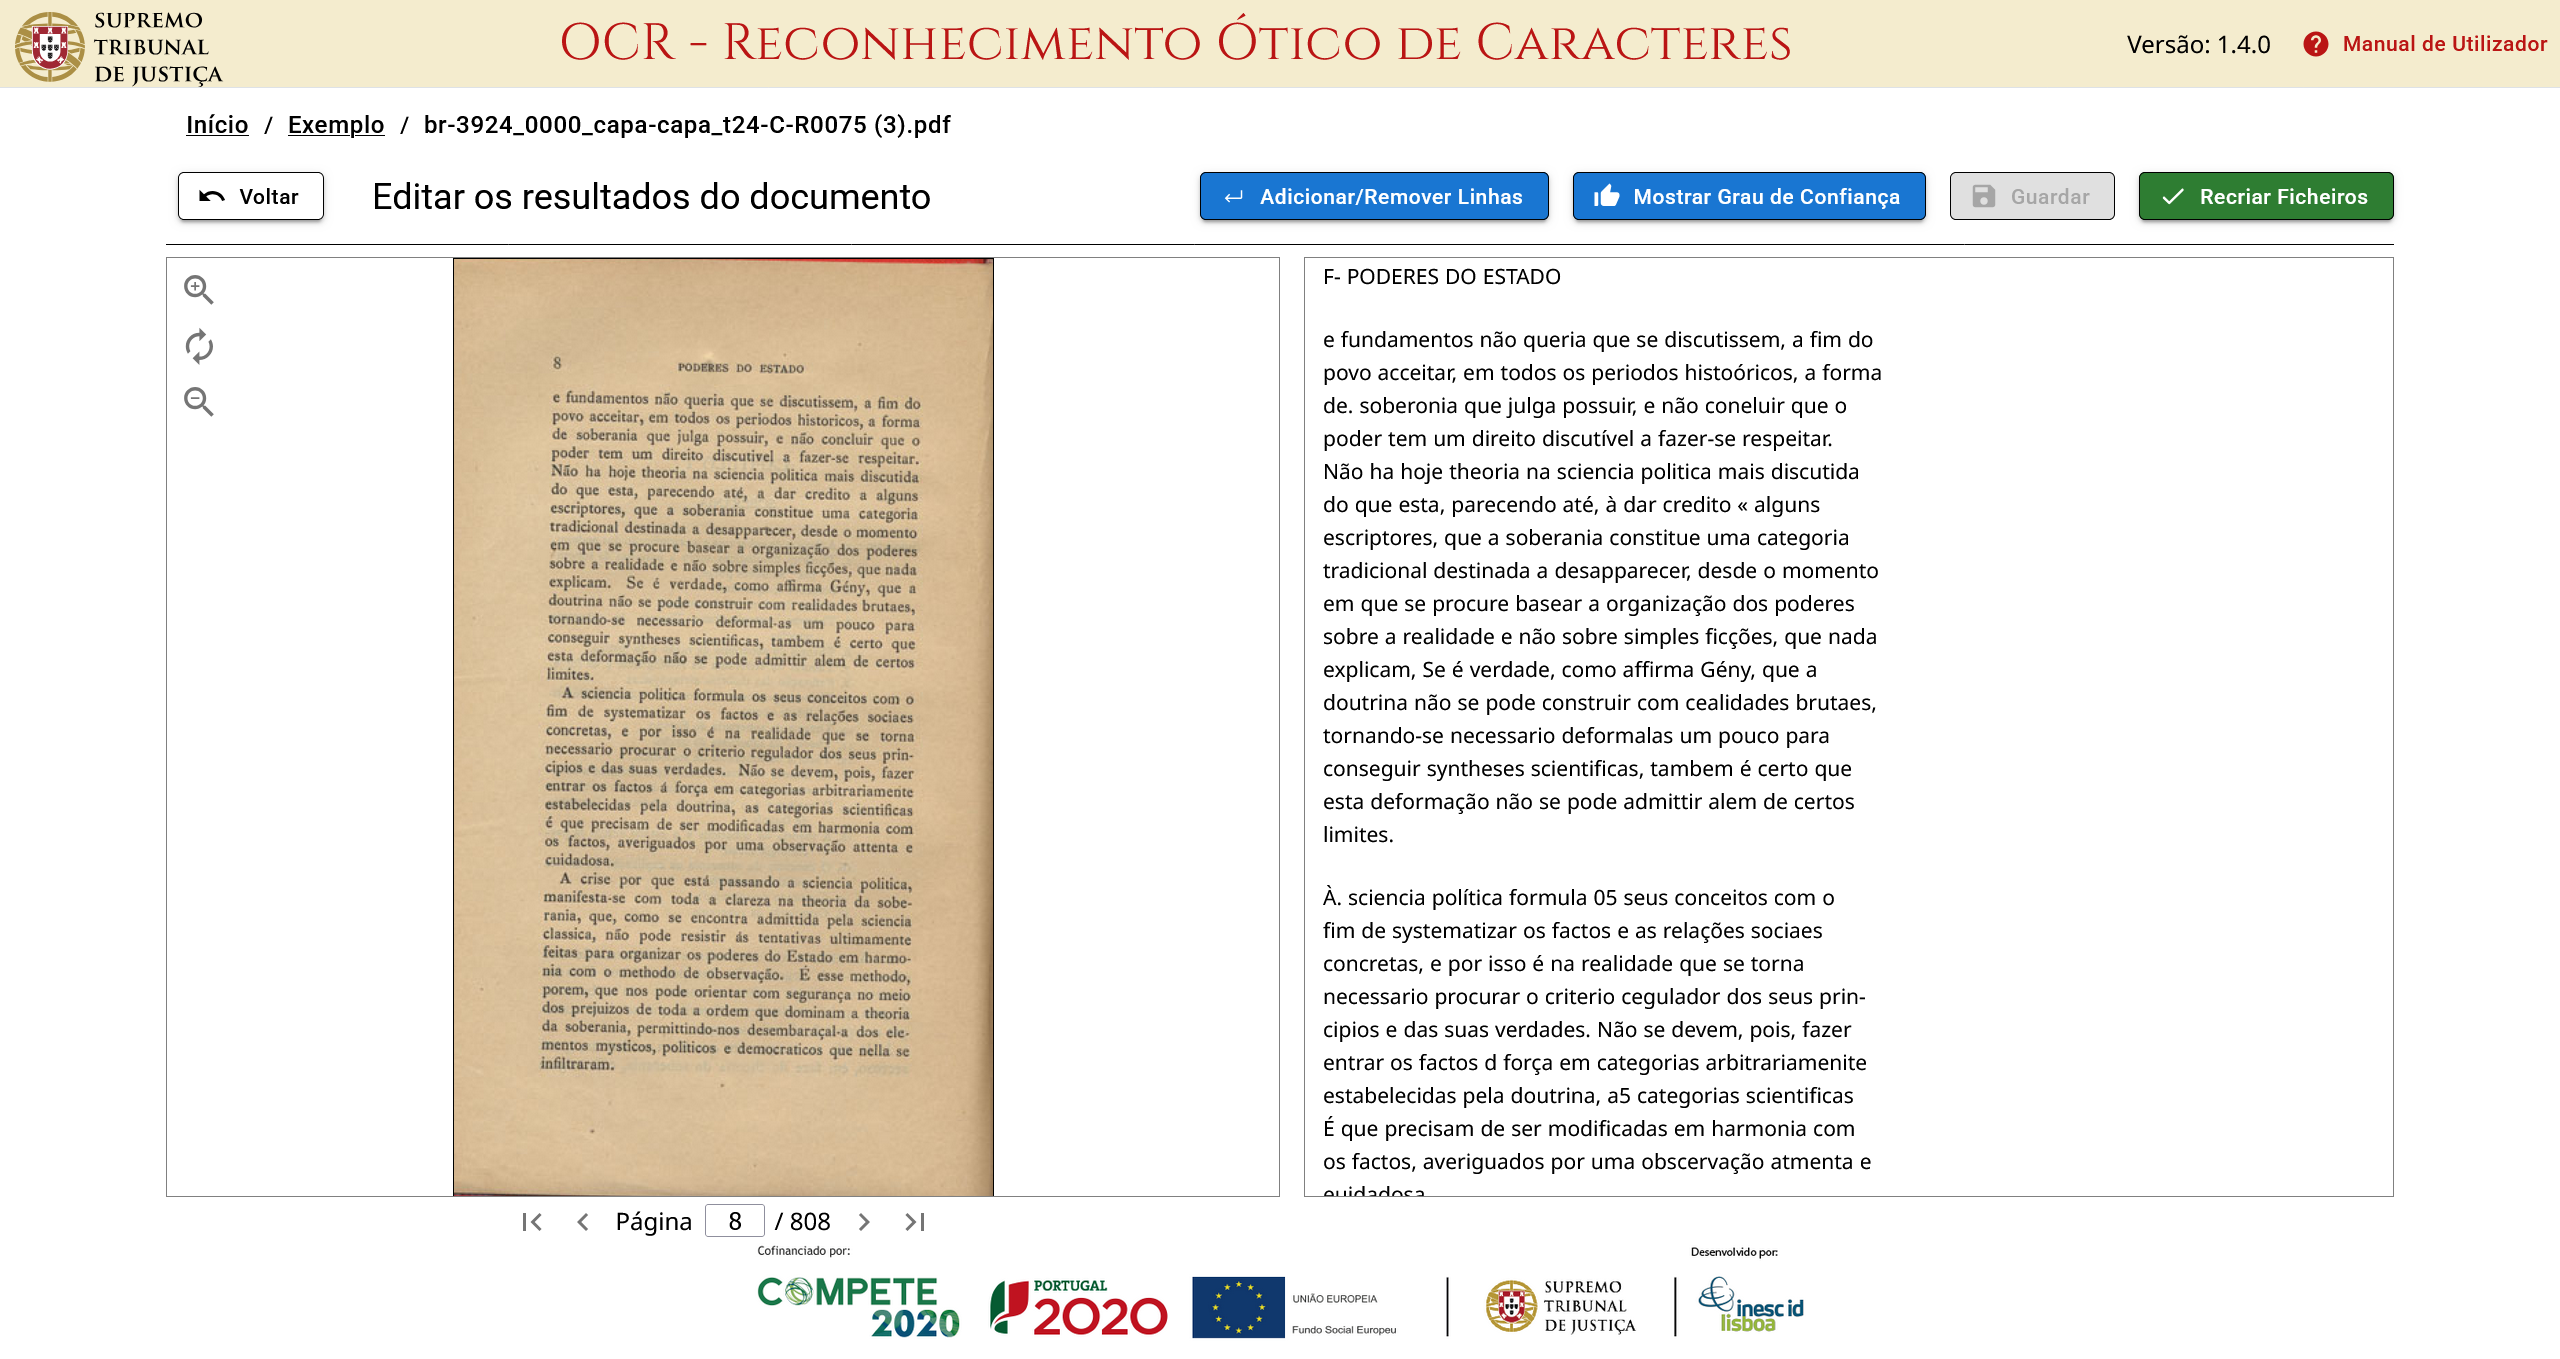 SUPREMO
TRIBUNAL
DE JUSTIÇA
OCR - Reconhecimento Ótico de Caracteres
Versão: 1.4.0
Manual de Utilizador
Início / Exemplo / br-3924_0000_capa-capa_t24-C-R0075 (3).pdf
Voltar
Editar os resultados do documento
Adicionar/Remover Linhas
Mostrar Grau de Confiança
Guardar
Recriar Ficheiros
8 PODERES DO ESTADO
e fundamentos não queria que se discutissem, a fim do
povo acceitar, em todos os periodos historicos, a forma
de soberania que julga possuir, e não concluir que o
poder tem um direito discutivel a fazer-se respeitar.
Não ha hoje theoria na sciencia politica mais discutida
do que esta, parecendo até, a dar credito a alguns
escriptores, que a soberania constitue uma categoria
tradicional destinada a desapparecer, desde o momento
em que se procure basear a organização dos poderes
sobre a realidade e não sobre simples ficções, que nada
explicam. Se é verdade, como affirma Gény, que a
doutrina não se pode construir com realidades brutaes,
tornando-se necessario deformal-as um pouco para
conseguir syntheses scientificas, tambem é certo que
esta deformação não se pode admittir alem de certos
limites.
A sciencia politica formula os seus conceitos com o
fim de systematizar os factos e as relações sociaes
concretas, e por isso é na realidade que se torna
necessario procurar o criterio regulador dos seus prin-
cipios e das suas verdades. Não se devem, pois, fazer
entrar os factos á força em categorias arbitrariamente
estabelecidas pela doutrina, as categorias scientificas
é que precisam de ser modificadas em harmonia com
os factos, averiguados por uma observação attenta e
cuidadosa.
A crise por que está passando a sciencia politica,
manifesta-se com toda a clareza na theoria da sobe-
rania, que, como se encontra admittida pela sciencia
classica, não pode resistir ás tentativas ultimamente
feitas para organizar os poderes do Estado em harmo-
nia com o methodo de observação. É esse methodo,
porem, que nos pode orientar com segurança no meio
dos prejuizos de toda a ordem que dominam a theoria
da soberania, permittindo-nos desembaraçal-a dos ele-
mentos mysticos, politicos e democraticos que nella se
infiltraram.
F- PODERES DO ESTADO
e fundamentos não queria que se discutissem, a fim do
povo acceitar, em todos os periodos histoóricos, a forma
de. soberonia que julga possuir, e não coneluir que o
poder tem um direito discutível a fazer-se respeitar.
Não ha hoje theoria na sciencia politica mais discutida
do que esta, parecendo até, à dar credito « alguns
escriptores, que a soberania constitue uma categoria
tradicional destinada a desapparecer, desde o momento
em que se procure basear a organização dos poderes
sobre a realidade e não sobre simples ficções, que nada
explicam, Se é verdade, como affirma Gény, que a
doutrina não se pode construir com cealidades brutaes,
tornando-se necessario deformalas um pouco para
conseguir syntheses scientificas, tambem é certo que
esta deformação não se pode admittir alem de certos
limites.
À. sciencia política formula 05 seus conceitos com o
fim de systematizar os factos e as relações sociaes
concretas, e por isso é na realidade que se torna
necessario procurar o criterio cegulador dos seus prin-
cipios e das suas verdades. Não se devem, pois, fazer
entrar os factos d força em categorias arbitrariamenite
estabelecidas pela doutrina, a5 categorias scientificas
É que precisam de ser modificadas em harmonia com
os factos, averiguados por uma obscervação atmenta e
euidadosa
Página 8 / 808
Cofinanciado por:
COMPETE
2020
PORTUGAL
2020
UNIÃO EUROPEIA
Fundo Social Europeu
SUPREMO
TRIBUNAL
DE JUSTIÇA
Desenvolvido por:
inesc id
lisboa